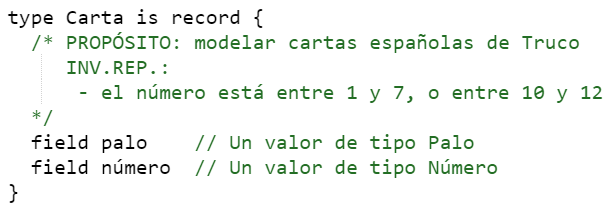 type Carta is record {
  /* PROPÓSITO: modelar cartas españolas de Truco
     INV.REP.:
      - el número está entre 1 y 7, o entre 10 y 12
  */
  field palo    // Un valor de tipo Palo
  field número  // Un valor de tipo Número
}